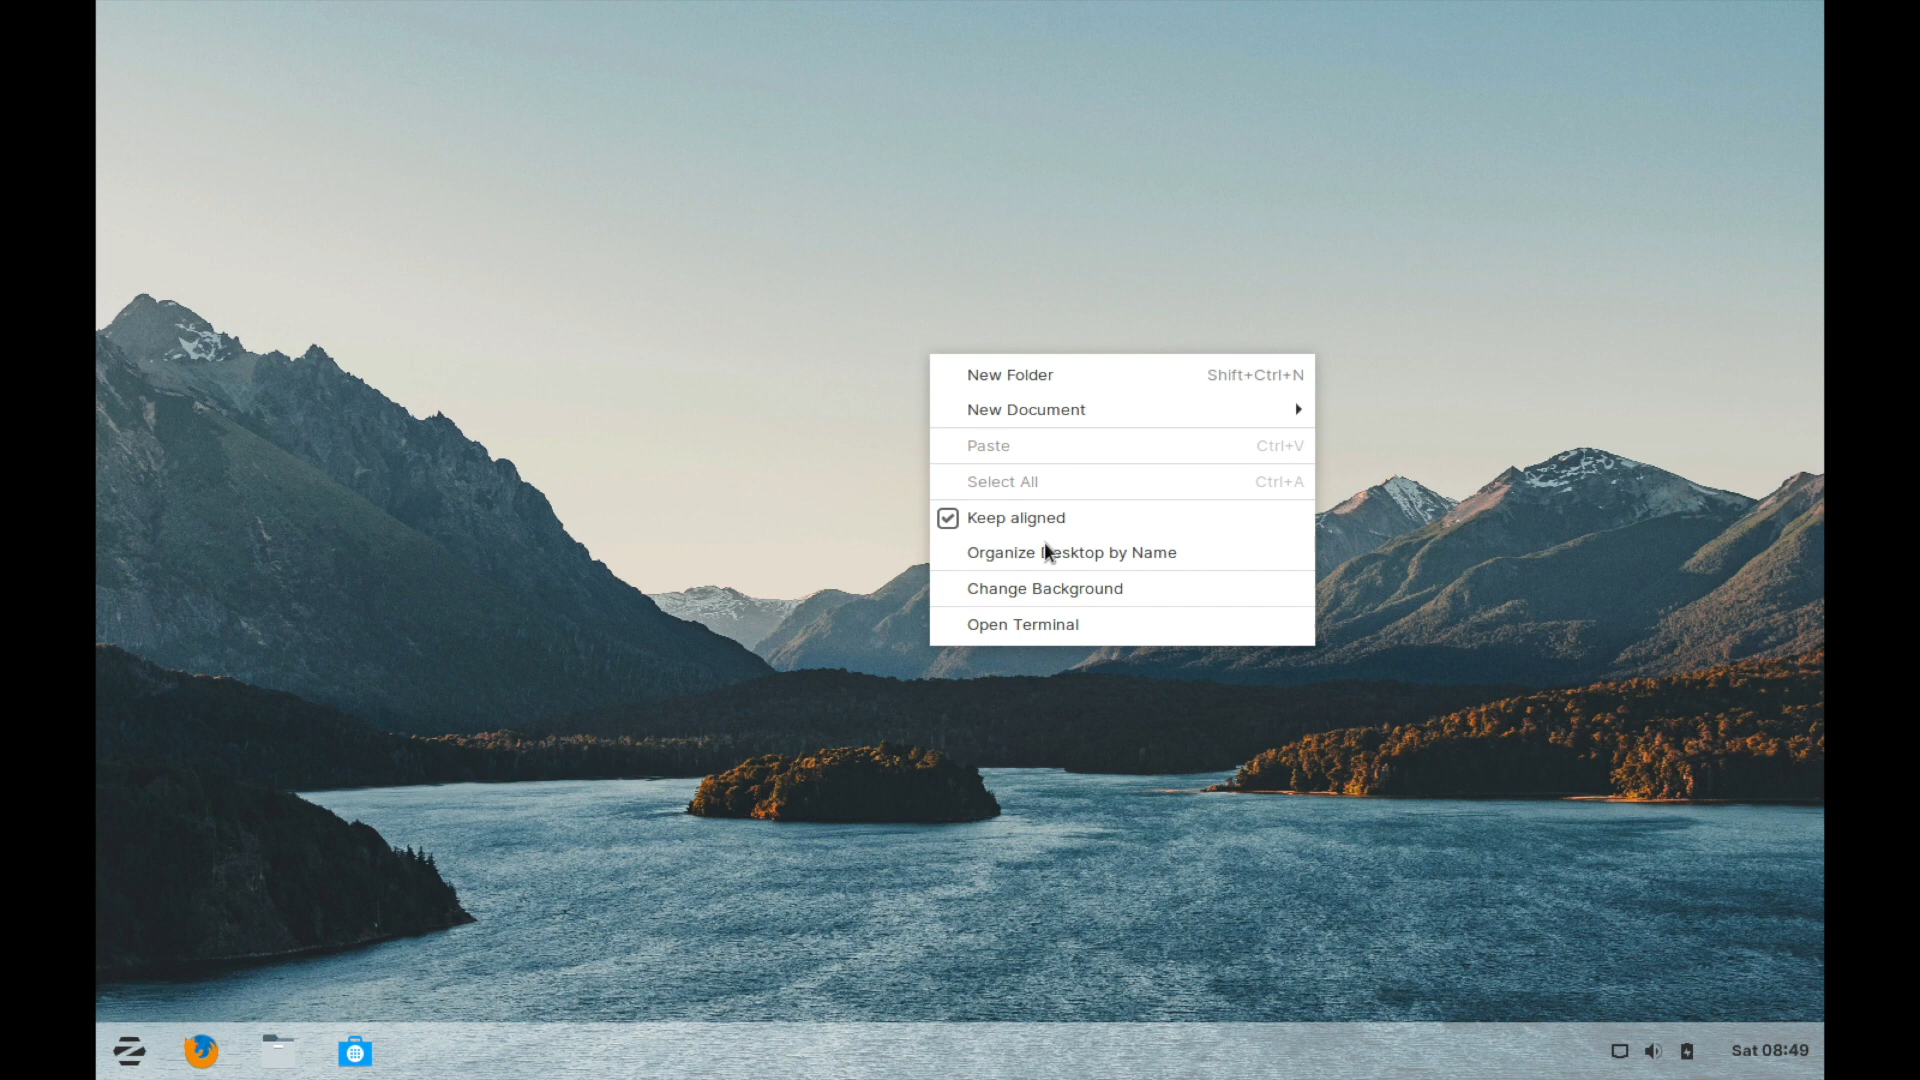 New Folder Shift+Ctrl+N
New Document
Paste Ctrl+V
Select All Ctrl+A
Keep aligned
Organize Desktop by Name
Change Background
Open Terminal
Sat 08:49